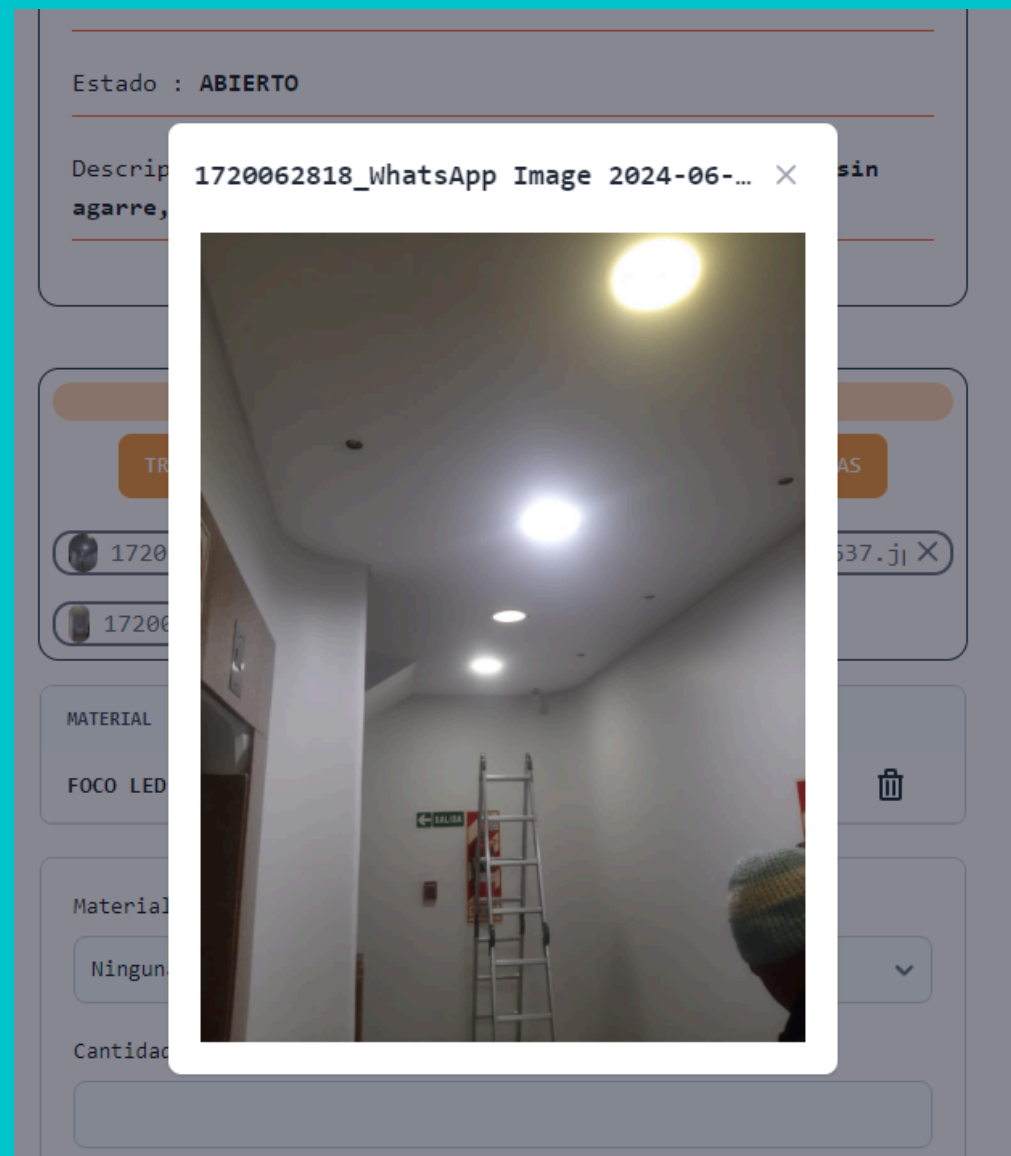 Estado : ABIERTO
Descrip
sin
agarre,
1720062818_WhatsApp Image 2024-06-…
TR
AS
1720
537.j
1720
MATERIAL
FOCO LED
SALIDA
Material
Ningun
Cantidad